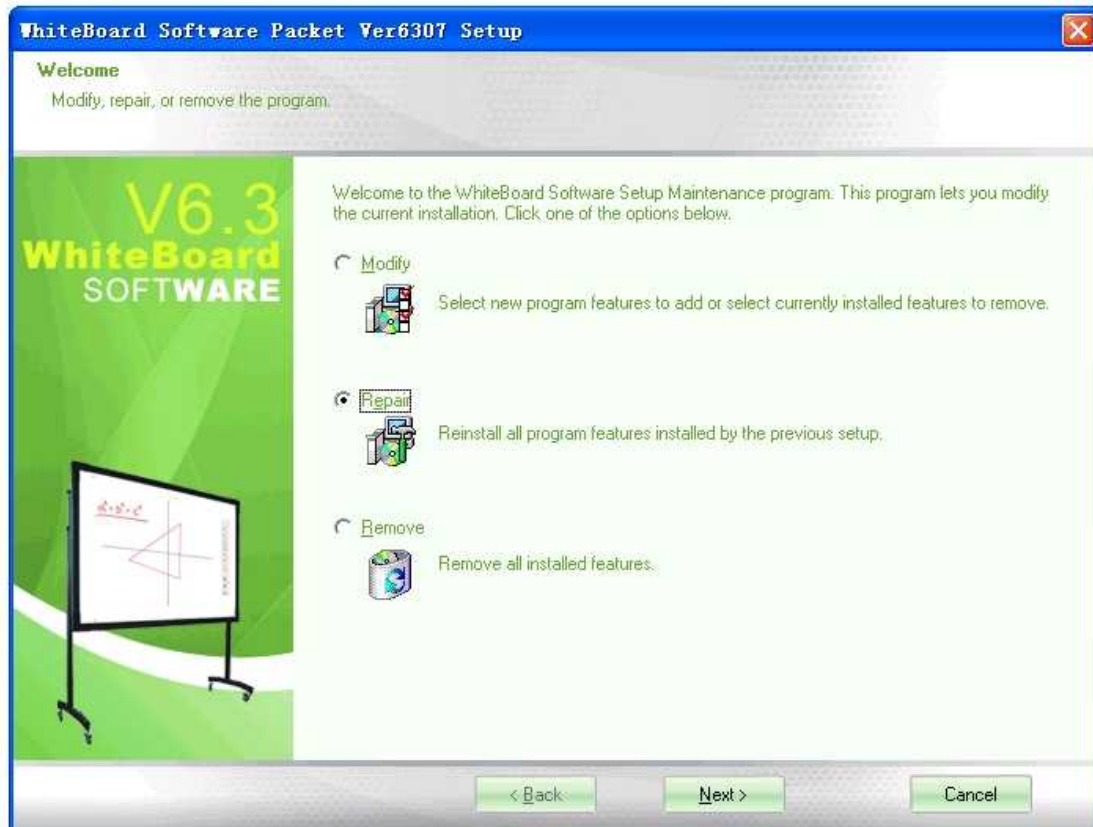 WhiteBoard Software Packet Ver6307 Setup
Welcome
Modify, repair, or remove the program.
V6.3
WhiteBoard
SOFTWARE
Welcome to the WhiteBoard Software Setup Maintenance program. This program lets you modify
the current installation. Click one of the options below.
Modify
Select new program features to add or select currently installed features to remove.
Repair
Reinstall all program features installed by the previous setup.
Remove
Remove all installed features.
< Back
Next >
Cancel